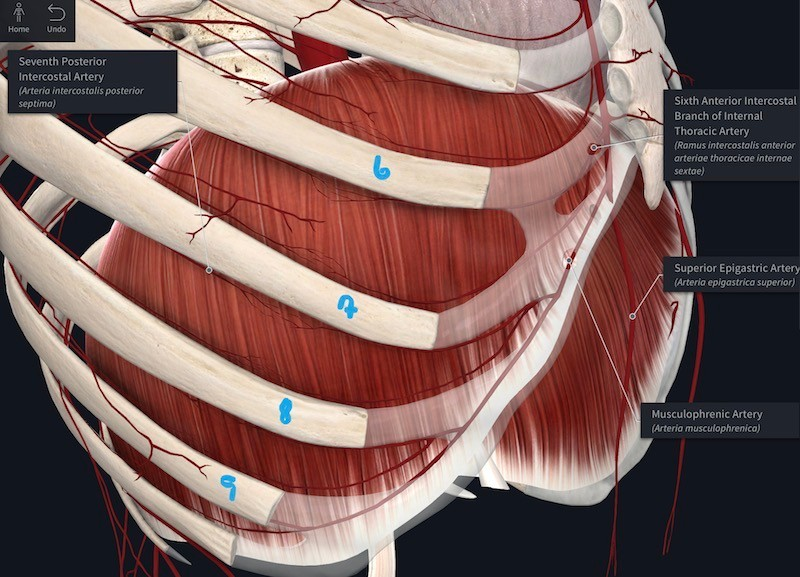 Home Undo
Seventh Posterior
Intercostal Artery
(Arteria intercostalis posterior
septima)
Sixth Anterior Intercostal
Branch of Internal
Thoracic Artery
(Ramus intercostalis anterior
arteriae thoracicae internae
sextae)
6
Superior Epigastric Artery
(Arteria epigastrica superior)
7
8
Musculophrenic Artery
(Arteria musculophrenica)
9